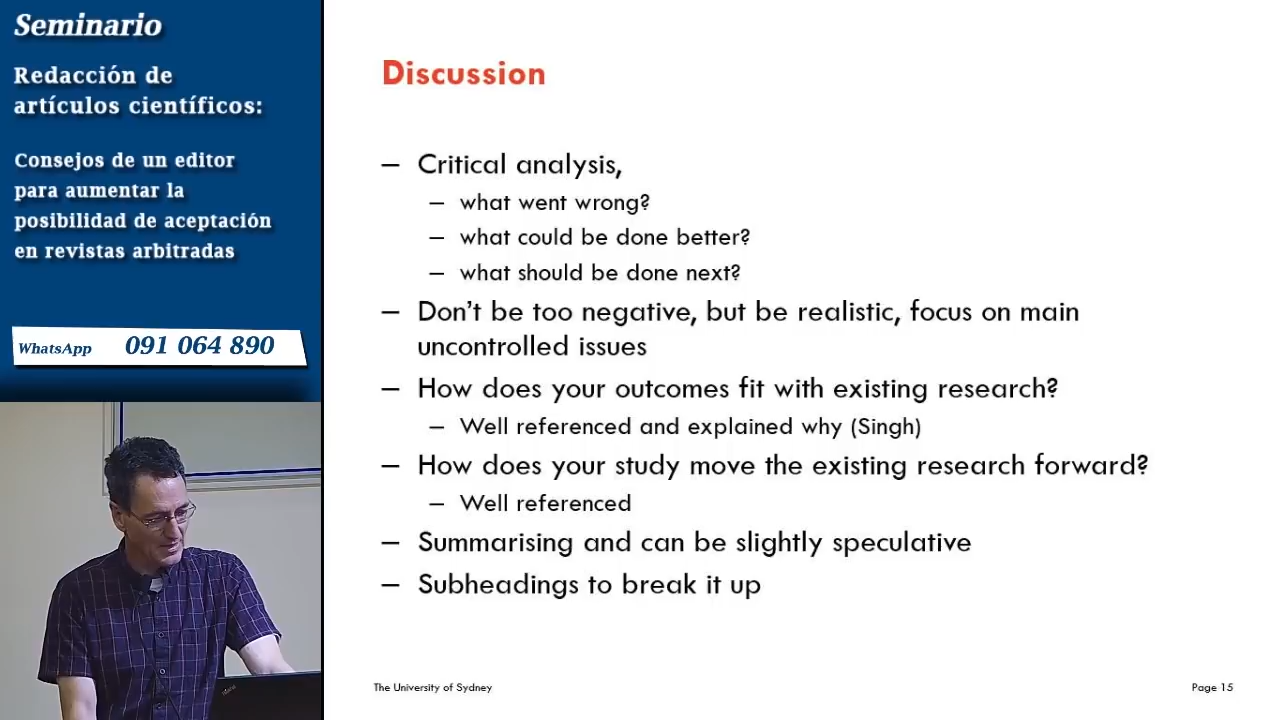 Seminario
Redacción de
artículos científicos:
Consejos de un editor
para aumentar la
posibilidad de aceptación
en revistas arbitradas
WhatsApp 091 064 890
Discussion
– Critical analysis,
– what went wrong?
– what could be done better?
– what should be done next?
– Don't be too negative, but be realistic, focus on main
uncontrolled issues
– How does your outcomes fit with existing research?
– Well referenced and explained why (Singh)
– How does your study move the existing research forward?
– Well referenced
– Summarising and can be slightly speculative
– Subheadings to break it up
The University of Sydney
Page 15